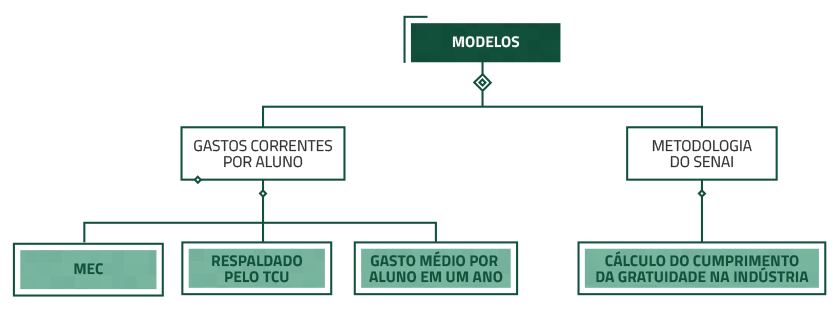 MODELOS
GASTOS CORRENTES
POR ALUNO
METODOLOGIA
DO SENAI
MEC
RESPALDADO
PELO TCU
GASTO MÉDIO POR
ALUNO EM UM ANO
CÁLCULO DO CUMPRIMENTO
DA GRATUIDADE NA INDÚSTRIA